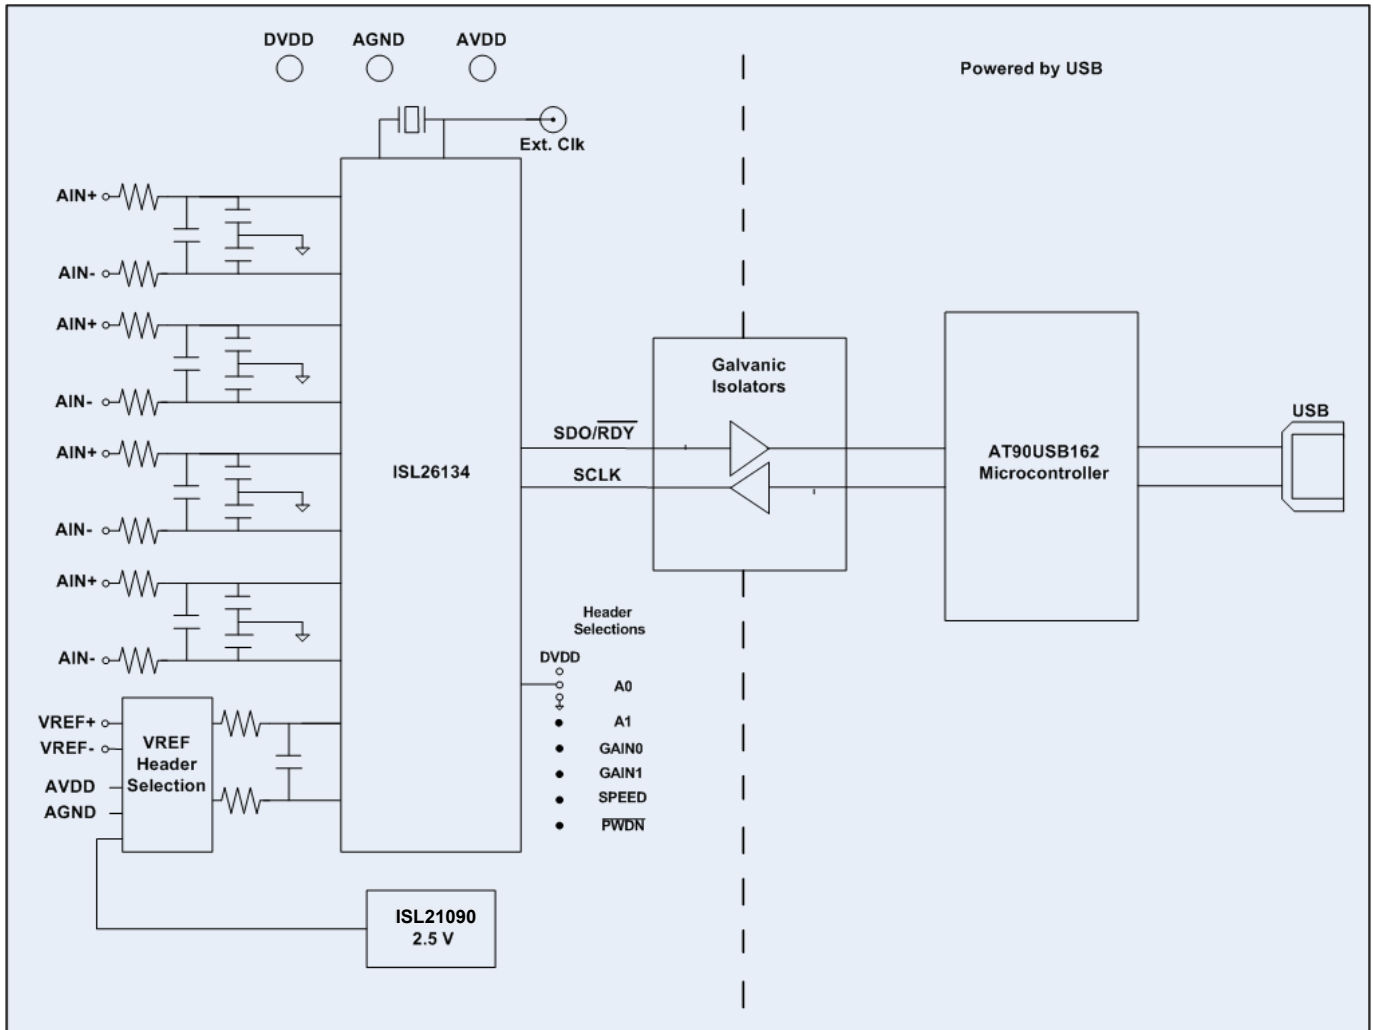 DVDD AGND AVDD
Powered by USB
Ext. Clk
AIN+
AIN-
AIN+
AIN-
AIN+
AIN-
AIN+
AIN-
ISL26134
SDO/RDY
SCLK
Galvanic
Isolators
AT90USB162
Microcontroller
USB
Header
Selections
DVDD
A0
A1
GAIN0
GAIN1
SPEED
PWDN
VREF+
VREF-
AVDD
AGND
VREF
Header
Selection
ISL21090
2.5 V